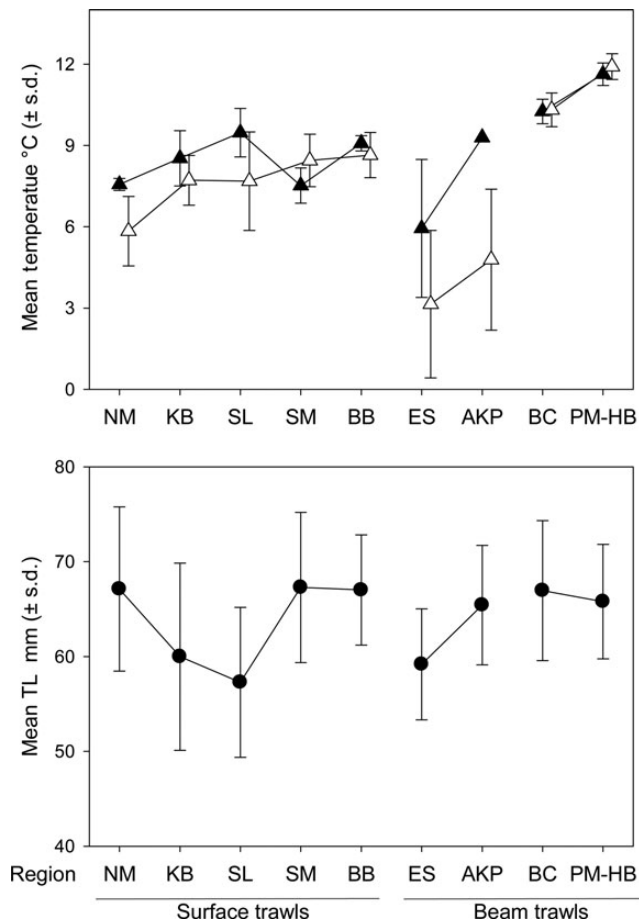 Mean temperatue °C (± s.d.)
12
9
6
3
0
NM KB SL SM BB ES AKP BC PM-HB
Mean TL mm (± s.d.)
80
70
60
50
40
Region NM KB SL SM BB ES AKP BC PM-HB
Surface trawls Beam trawls